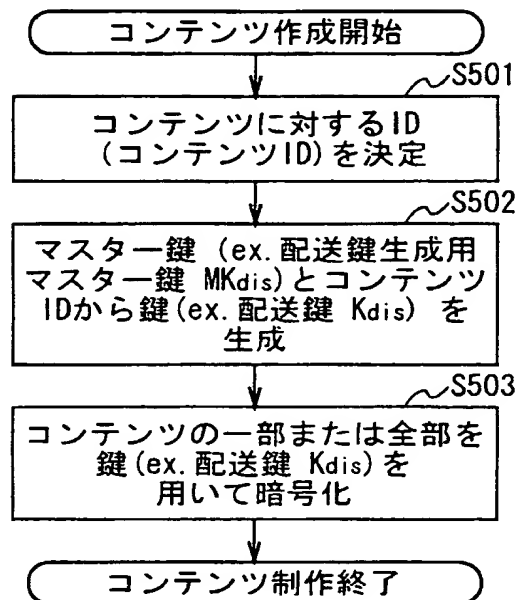 コンテンツ作成開始
S501
コンテンツに対するID
(コンテンツID)を決定
S502
マスター鍵 (ex.配送鍵生成用
マスター鍵 MKdis)とコンテンツ
IDから鍵(ex.配送鍵 Kdis) を
生成
S503
コンテンツの一部または全部を
鍵(ex.配送鍵 Kdis)を
用いて暗号化
コンテンツ制作終了